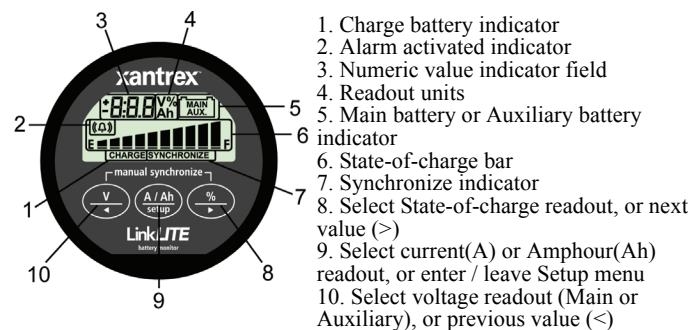 3
4
1. Charge battery indicator
2. Alarm activated indicator
3. Numeric value indicator field
4. Readout units
5. Main battery or Auxiliary battery
indicator
6. State-of-charge bar
7. Synchronize indicator
8. Select State-of-charge readout, or next
value (>)
9. Select current(A) or Amphour(Ah)
readout, or enter / leave Setup menu
10. Select voltage readout (Main or
Auxiliary), or previous value (<)
xantrex
+
-8.8.8 V% Ah
MAIN
AUX.
5
2
E F
6
CHARGE SYNCHRONIZE
manual synchronize
7
1
V A / Ah %
◄ setup ►
LinkLITE
battery monitor
10
8
9